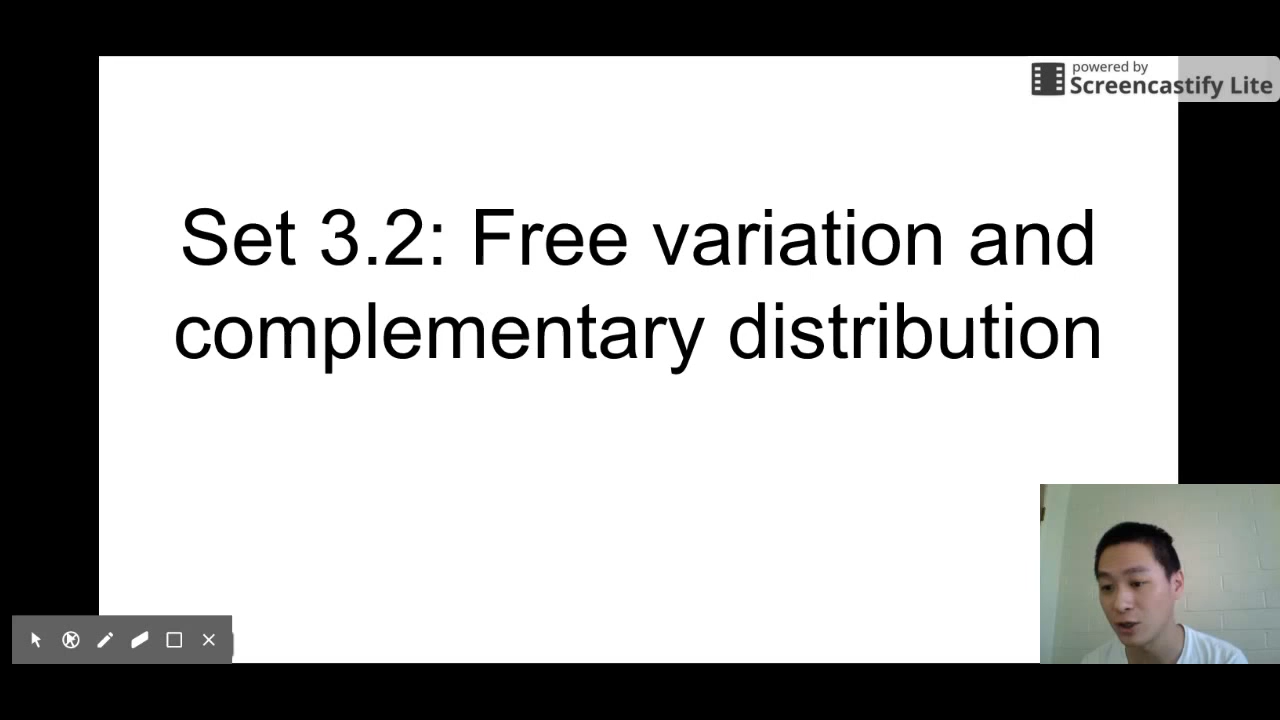 powered by
Screencastify Lite
Set 3.2: Free variation and
complementary distribution